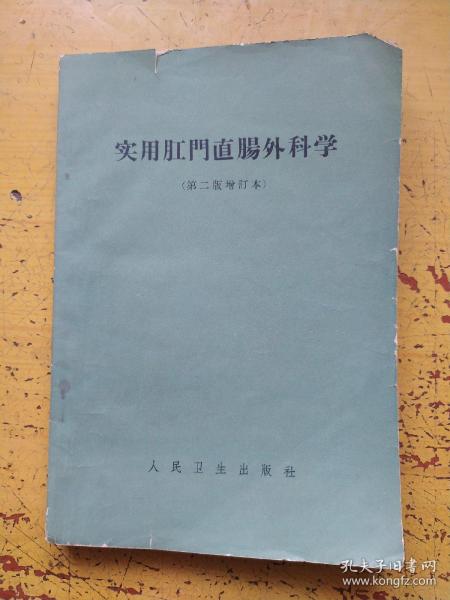 实用肛門直腸外科学
（第二版增訂本）
人民卫生出版社
孔夫子旧书网
www.kongfz.com